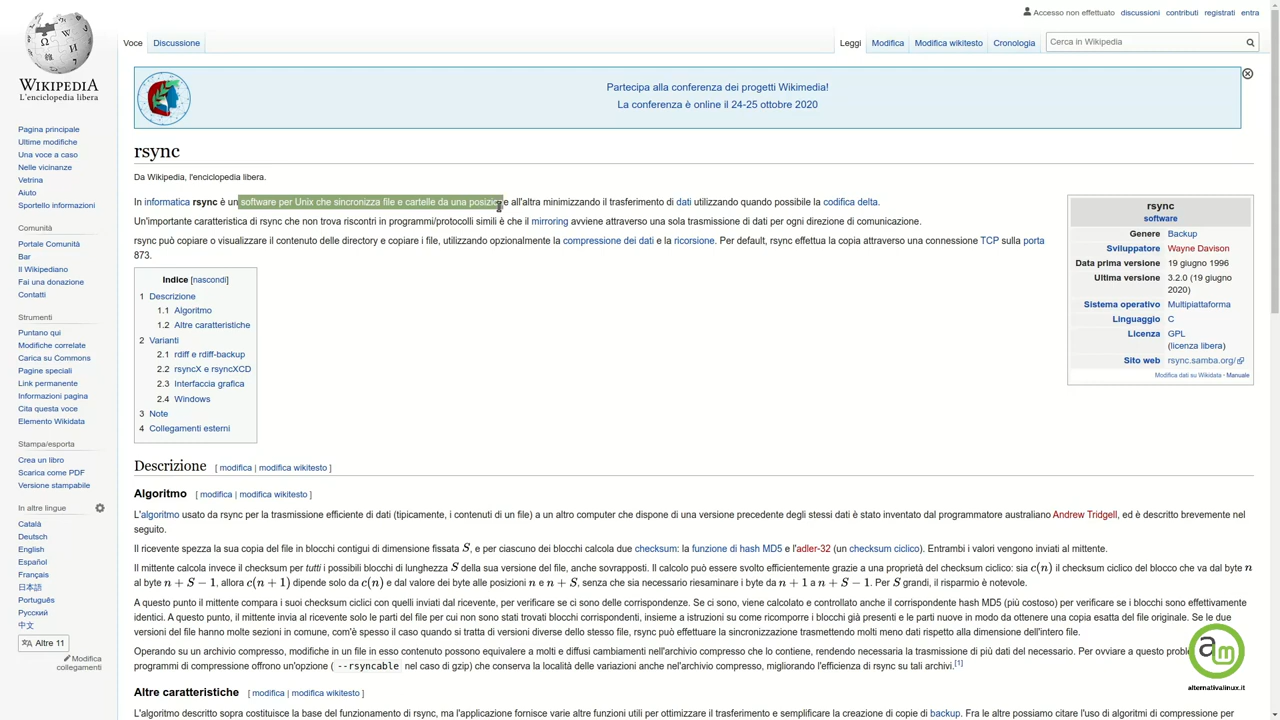 Accesso non effettuato discussioni contributi registrati entra
Voce Discussione Leggi Modifica Modifica wikitesto Cronologia Cerca in Wikipedia
WIKIPEDIA
L'enciclopedia libera
Partecipa alla conferenza dei progetti Wikimedia!
La conferenza è online il 24-25 ottobre 2020
Pagina principale
Ultime modifiche
Una voce a caso
Nelle vicinanze
Vetrina
Aiuto
Sportello informazioni
Comunità
Portale Comunità
Bar
Il Wikipediano
Fai una donazione
Contatti
Strumenti
Puntano qui
Modifiche correlate
Carica su Commons
Pagine speciali
Link permanente
Informazioni pagina
Cita questa voce
Elemento Wikidata
Stampa/esporta
Crea un libro
Scarica come PDF
Versione stampabile
In altre lingue
Català
Deutsch
English
Español
Français
日本語
Português
Русский
中文
Altre 11
Modifica
collegamenti
rsync
Da Wikipedia, l'enciclopedia libera.
In informatica rsync è un software per Unix che sincronizza file e cartelle da una posizione all'altra minimizzando il trasferimento di dati utilizzando quando possibile la codifica delta.
Un'importante caratteristica di rsync che non trova riscontri in programmi/protocolli simili è che il mirroring avviene attraverso una sola trasmissione di dati per ogni direzione di comunicazione.
rsync può copiare o visualizzare il contenuto delle directory e copiare i file, utilizzando opzionalmente la compressione dei dati e la ricorsione. Per default, rsync effettua la copia attraverso una connessione TCP sulla porta
873.
rsync
software
Genere Backup
Sviluppatore Wayne Davison
Data prima versione 19 giugno 1996
Ultima versione 3.2.0 (19 giugno
2020)
Sistema operativo Multipiattaforma
Linguaggio C
Licenza GPL
(licenza libera)
Sito web rsync.samba.org/
Modifica dati su Wikidata · Manuale
Indice [nascondi]
1 Descrizione
1.1 Algoritmo
1.2 Altre caratteristiche
2 Varianti
2.1 rdiff e rdiff-backup
2.2 rsyncX e rsyncXCD
2.3 Interfaccia grafica
2.4 Windows
3 Note
4 Collegamenti esterni
Descrizione [ modifica | modifica wikitesto ]
Algoritmo [ modifica | modifica wikitesto ]
L'algoritmo usato da rsync per la trasmissione efficiente di dati (tipicamente, i contenuti di un file) a un altro computer che dispone di una versione precedente degli stessi dati è stato inventato dal programmatore australiano Andrew Tridgell, ed è descritto brevemente nel
seguito.
Il ricevente spezza la sua copia del file in blocchi contigui di dimensione fissata S, e per ciascuno dei blocchi calcola due checksum: la funzione di hash MD5 e l'adler-32 (un checksum ciclico). Entrambi i valori vengono inviati al mittente.
Il mittente calcola invece il checksum per tutti i possibili blocchi di lunghezza S della sua versione del file, anche sovrapposti. Il calcolo può essere svolto efficientemente grazie a una proprietà del checksum ciclico: sia c(n) il checksum ciclico del blocco che va dal byte n
al byte n + S − 1, allora c(n + 1) dipende solo da c(n) e dal valore dei byte alle posizioni n e n + S, senza che sia necessario riesaminare i byte da n + 1 a n + S − 1. Per S grandi, il risparmio è notevole.
A questo punto il mittente compara i suoi checksum ciclici con quelli inviati dal ricevente, per verificare se ci sono delle corrispondenze. Se ci sono, viene calcolato e controllato anche il corrispondente hash MD5 (più costoso) per verificare se i blocchi sono effettivamente
identici. A questo punto, il mittente invia al ricevente solo le parti del file per cui non sono stati trovati blocchi corrispondenti, insieme a istruzioni su come ricomporre i blocchi già presenti e le parti nuove in modo da ottenere una copia esatta del file originale. Se le due
versioni del file hanno molte sezioni in comune, com'è spesso il caso quando si tratta di versioni diverse dello stesso file, rsync può effettuare la sincronizzazione trasmettendo molti meno dati rispetto alla dimensione dell'intero file.
Operando su un archivio compresso, modifiche in un file in esso contenuto possono equivalere a molti e diffusi cambiamenti nell'archivio compresso che lo contiene, rendendo necessaria la trasmissione di più dati del necessario. Per ovviare a questo
programmi di compressione offrono un'opzione ( --rsyncable nel caso di gzip) che conserva la località delle variazioni anche nell'archivio compresso, migliorando l'efficienza di rsync su tali archivi.[1]
Altre caratteristiche [ modifica | modifica wikitesto ]
L'algoritmo descritto sopra costituisce la base del funzionamento di rsync, ma l'applicazione fornisce varie altre funzioni utili per ottimizzare il trasferimento e semplificare la creazione di copie di backup. Fra le altre possiamo citare l'uso di algoritmi di compressione per
alternativalinux.it